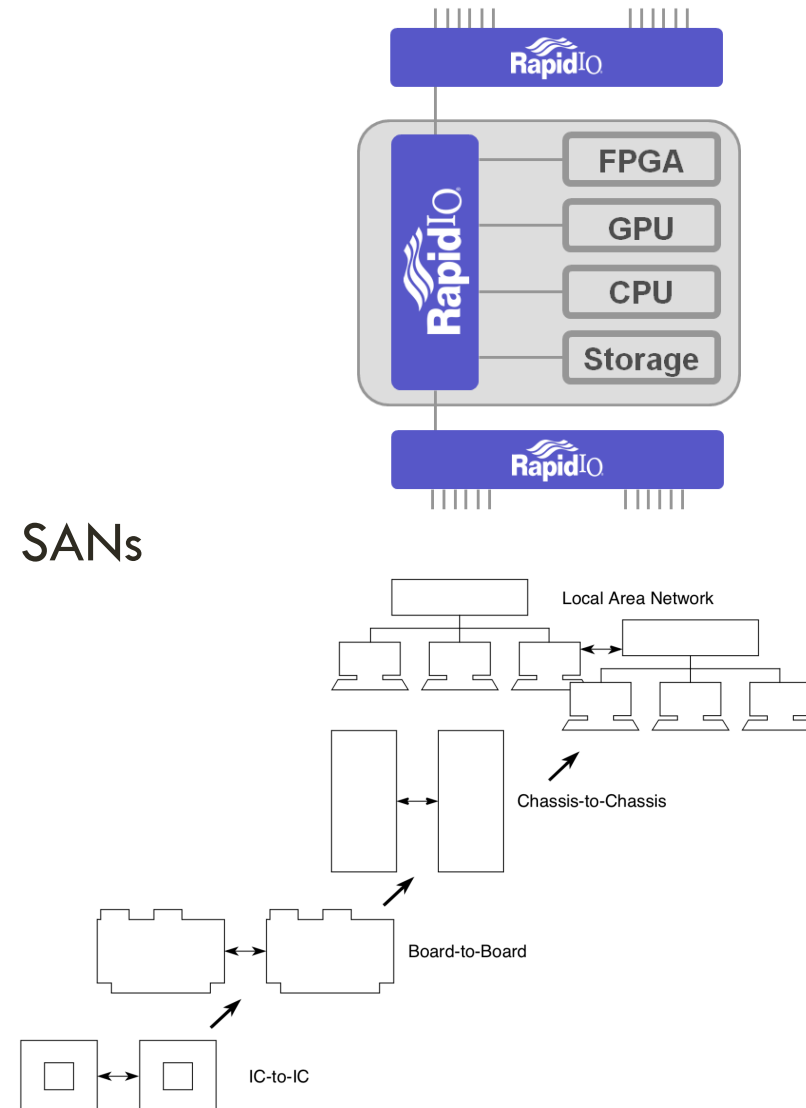 RapidIO
FPGA
GPU
RapidIO
CPU
Storage
RapidIO
SANs
Local Area Network
Chassis-to-Chassis
Board-to-Board
IC-to-IC